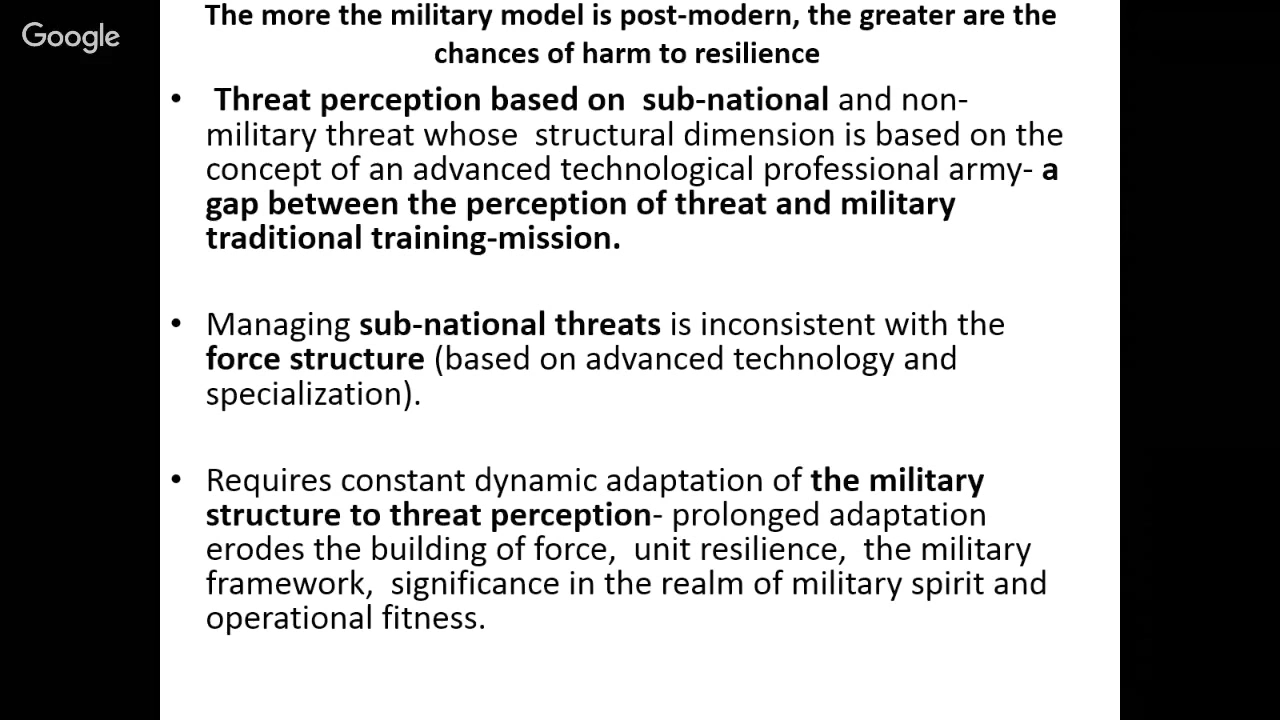 Google
The more the military model is post-modern, the greater are the
chances of harm to resilience
• Threat perception based on sub-national and non-
military threat whose structural dimension is based on the
concept of an advanced technological professional army- a
gap between the perception of threat and military
traditional training-mission.
• Managing sub-national threats is inconsistent with the
force structure (based on advanced technology and
specialization).
• Requires constant dynamic adaptation of the military
structure to threat perception- prolonged adaptation
erodes the building of force, unit resilience, the military
framework, significance in the realm of military spirit and
operational fitness.